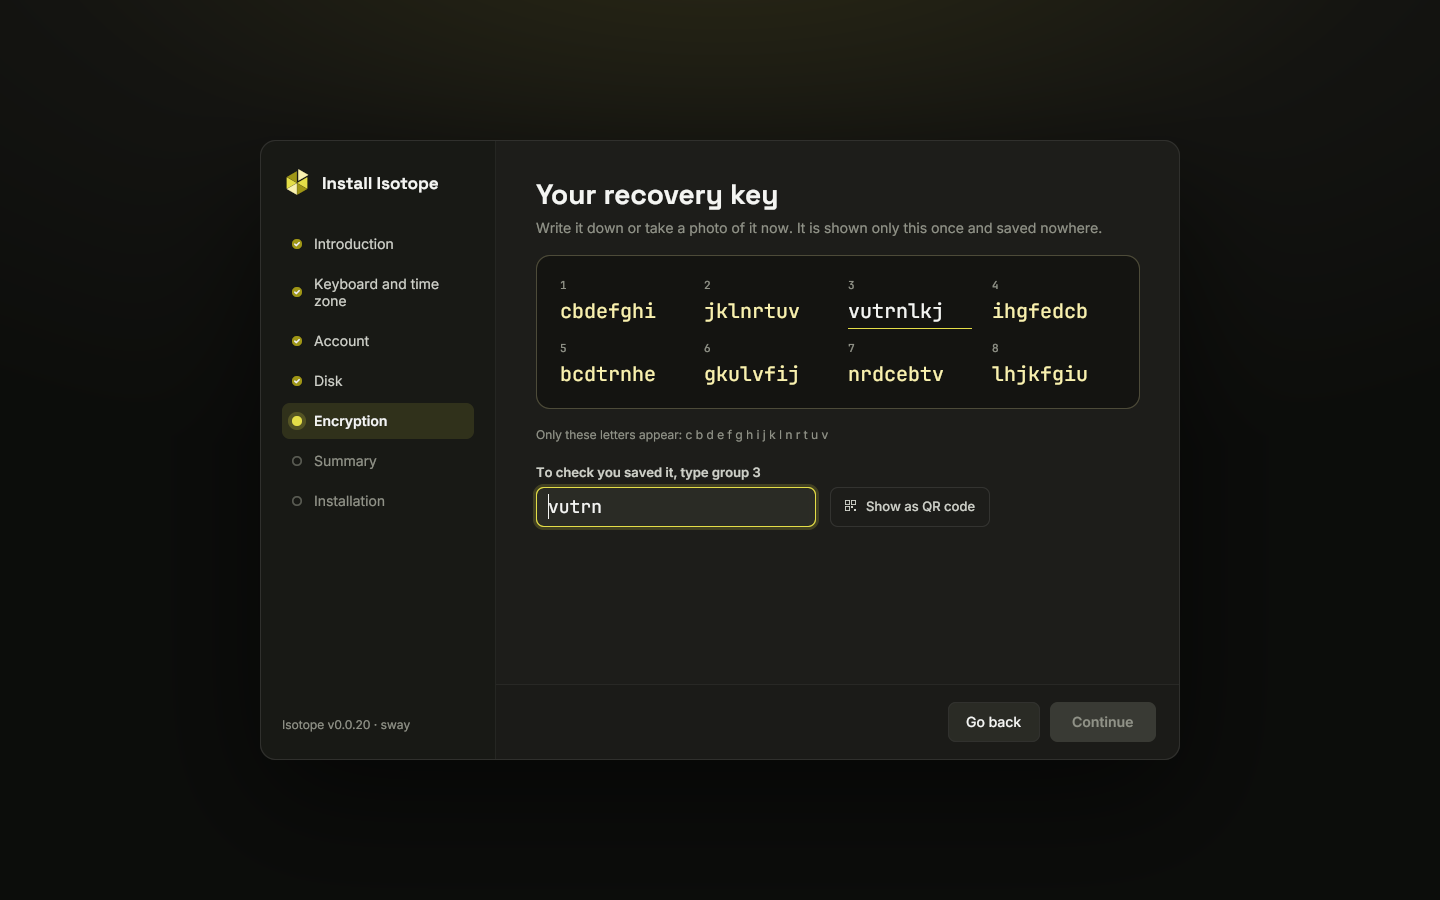 Install Isotope
Introduction
Keyboard and time
zone
Account
Disk
Encryption
Summary
Installation
Isotope v0.0.20 · sway
Your recovery key
Write it down or take a photo of it now. It is shown only this once and saved nowhere.
1 2 3 4
cbdefghi jklnrtuv vutrnlkj ihgfedcb
5 6 7 8
bcdtrnhe gkulvfij nrdcebtv lhjkfgiu
Only these letters appear: c b d e f g h i j k l n r t u v
To check you saved it, type group 3
vutrn
Show as QR code
Go back
Continue